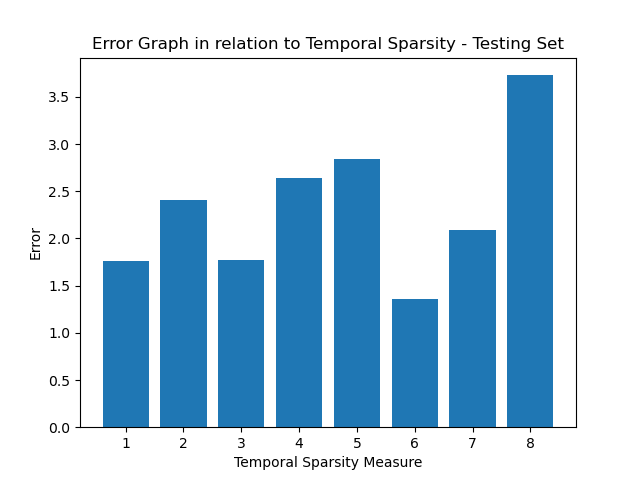 Error Graph in relation to Temporal Sparsity - Testing Set
3.5
3.0
2.5
2.0
1.5
1.0
0.5
0.0
Error
1 2 3 4 5 6 7 8
Temporal Sparsity Measure